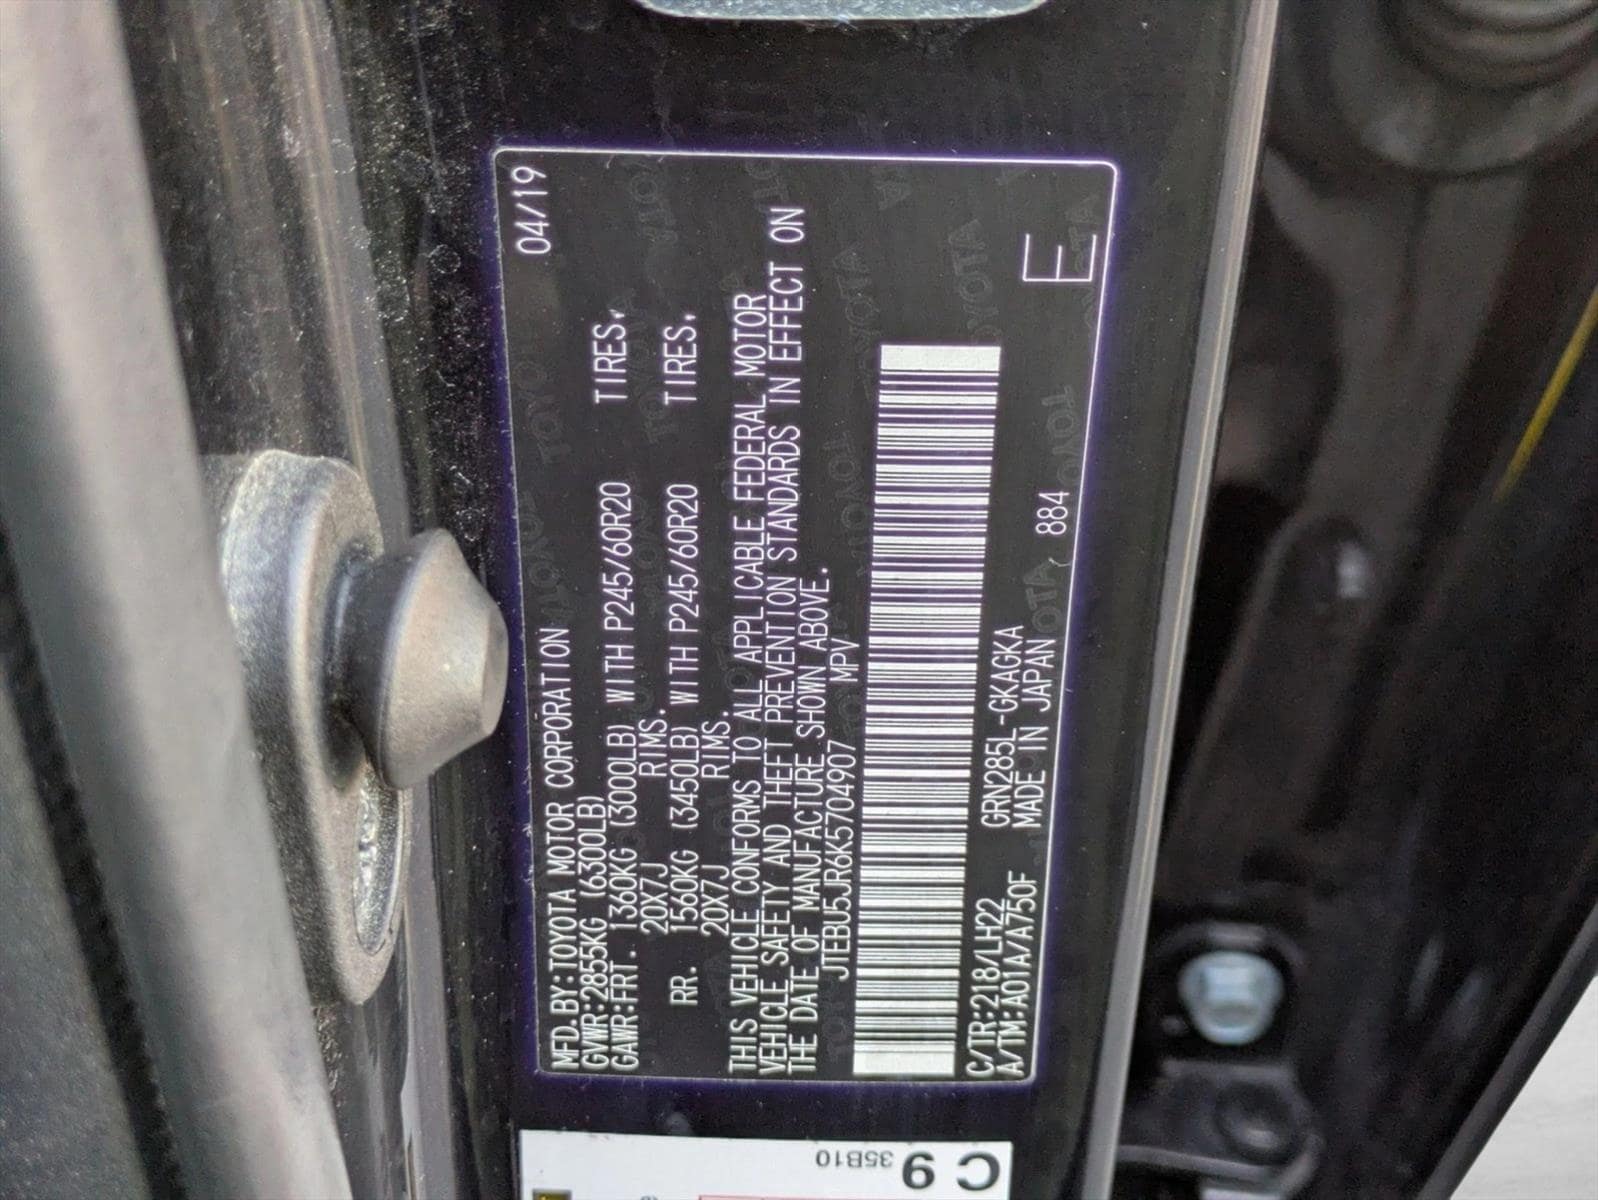 MFD.BY:TOYOTA MOTOR CORPORATION 04/19
GVWR:2855KG (6300LB)
GAWR:FRT. 1360KG (3000LB) WITH P245/60R20 TIRES,
20X7J RIMS.
RR. 1560KG (3450LB) WITH P245/60R20 TIRES.
20X7J RIMS.
THIS VEHICLE CONFORMS TO ALL APPLICABLE FEDERAL MOTOR
VEHICLE SAFETY AND THEFT PREVENTION STANDARDS IN EFFECT ON
THE DATE OF MANUFACTURE SHOWN ABOVE.
JTEBU5JR6K5704907 MPV
C/TR:218/LH22 GRN285L-GKAGKA
A/TM:A01A/A750F MADE IN JAPAN 884 E
C 9 35B10